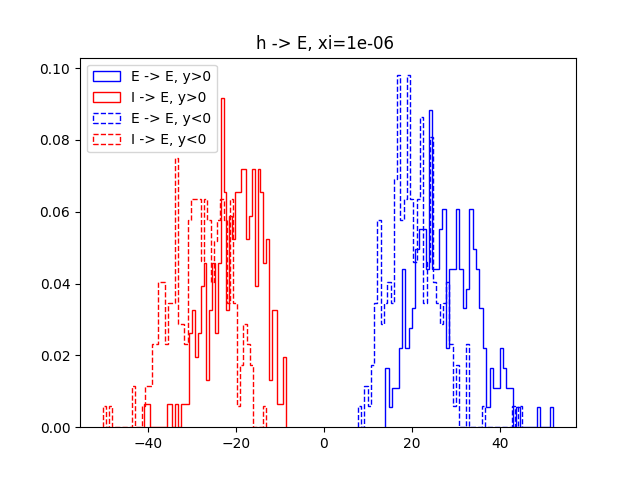 h -> E, xi=1e-06
E -> E, y>0
I -> E, y>0
E -> E, y<0
I -> E, y<0
0.10
0.08
0.06
0.04
0.02
0.00
−40 −20 0 20 40